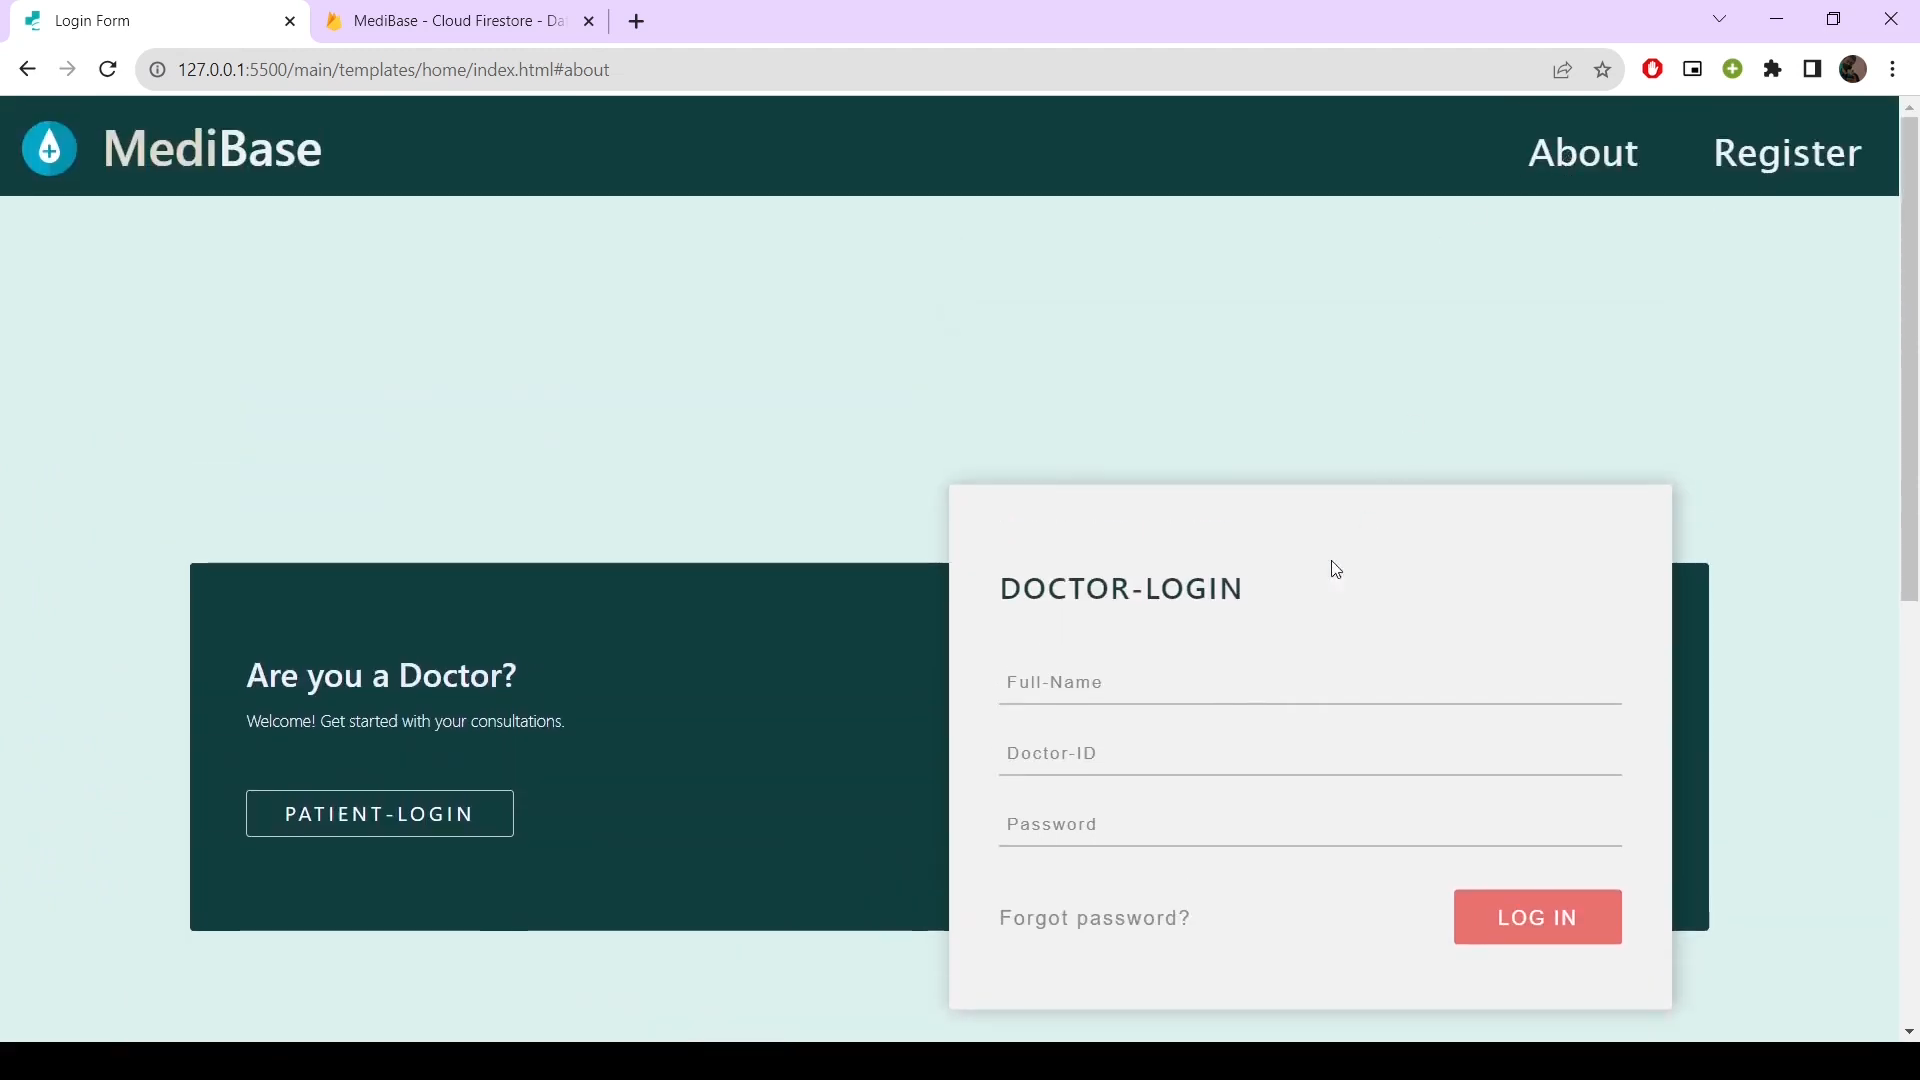 Login Form
MediBase - Cloud Firestore - Da
127.0.0.1:5500/main/templates/home/index.html#about
MediBase
About
Register
DOCTOR-LOGIN
Full-Name
Are you a Doctor?
Welcome! Get started with your consultations.
Doctor-ID
PATIENT-LOGIN
Password
Forgot password?
LOG IN